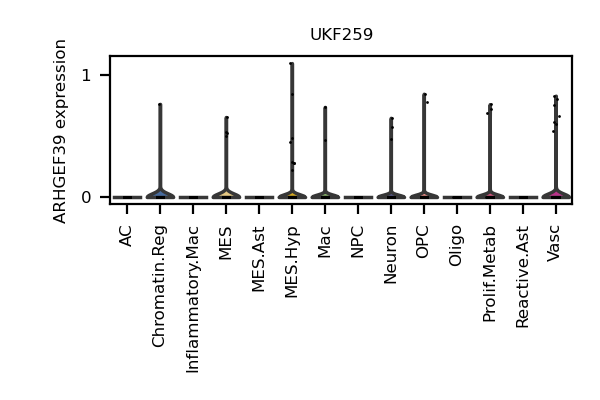 UKF259
ARHGEF39 expression
1
0
AC
Chromatin.Reg
Inflammatory.Mac
MES
MES.Ast
MES.Hyp
Mac
NPC
Neuron
OPC
Oligo
Prolif.Metab
Reactive.Ast
Vasc